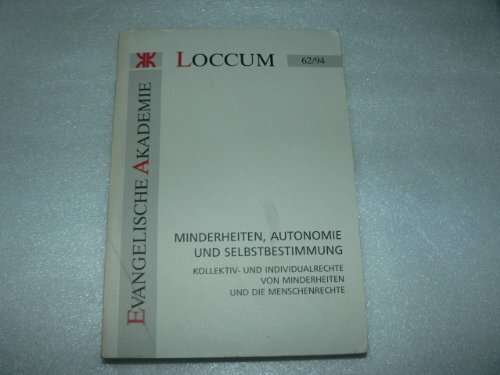 LOCCUM 62/94
EVANGELISCHE AKADEMIE
MINDERHEITEN, AUTONOMIE
UND SELBSTBESTIMMUNG
KOLLEKTIV- UND INDIVIDUALRECHTE
VON MINDERHEITEN
UND DIE MENSCHENRECHTE